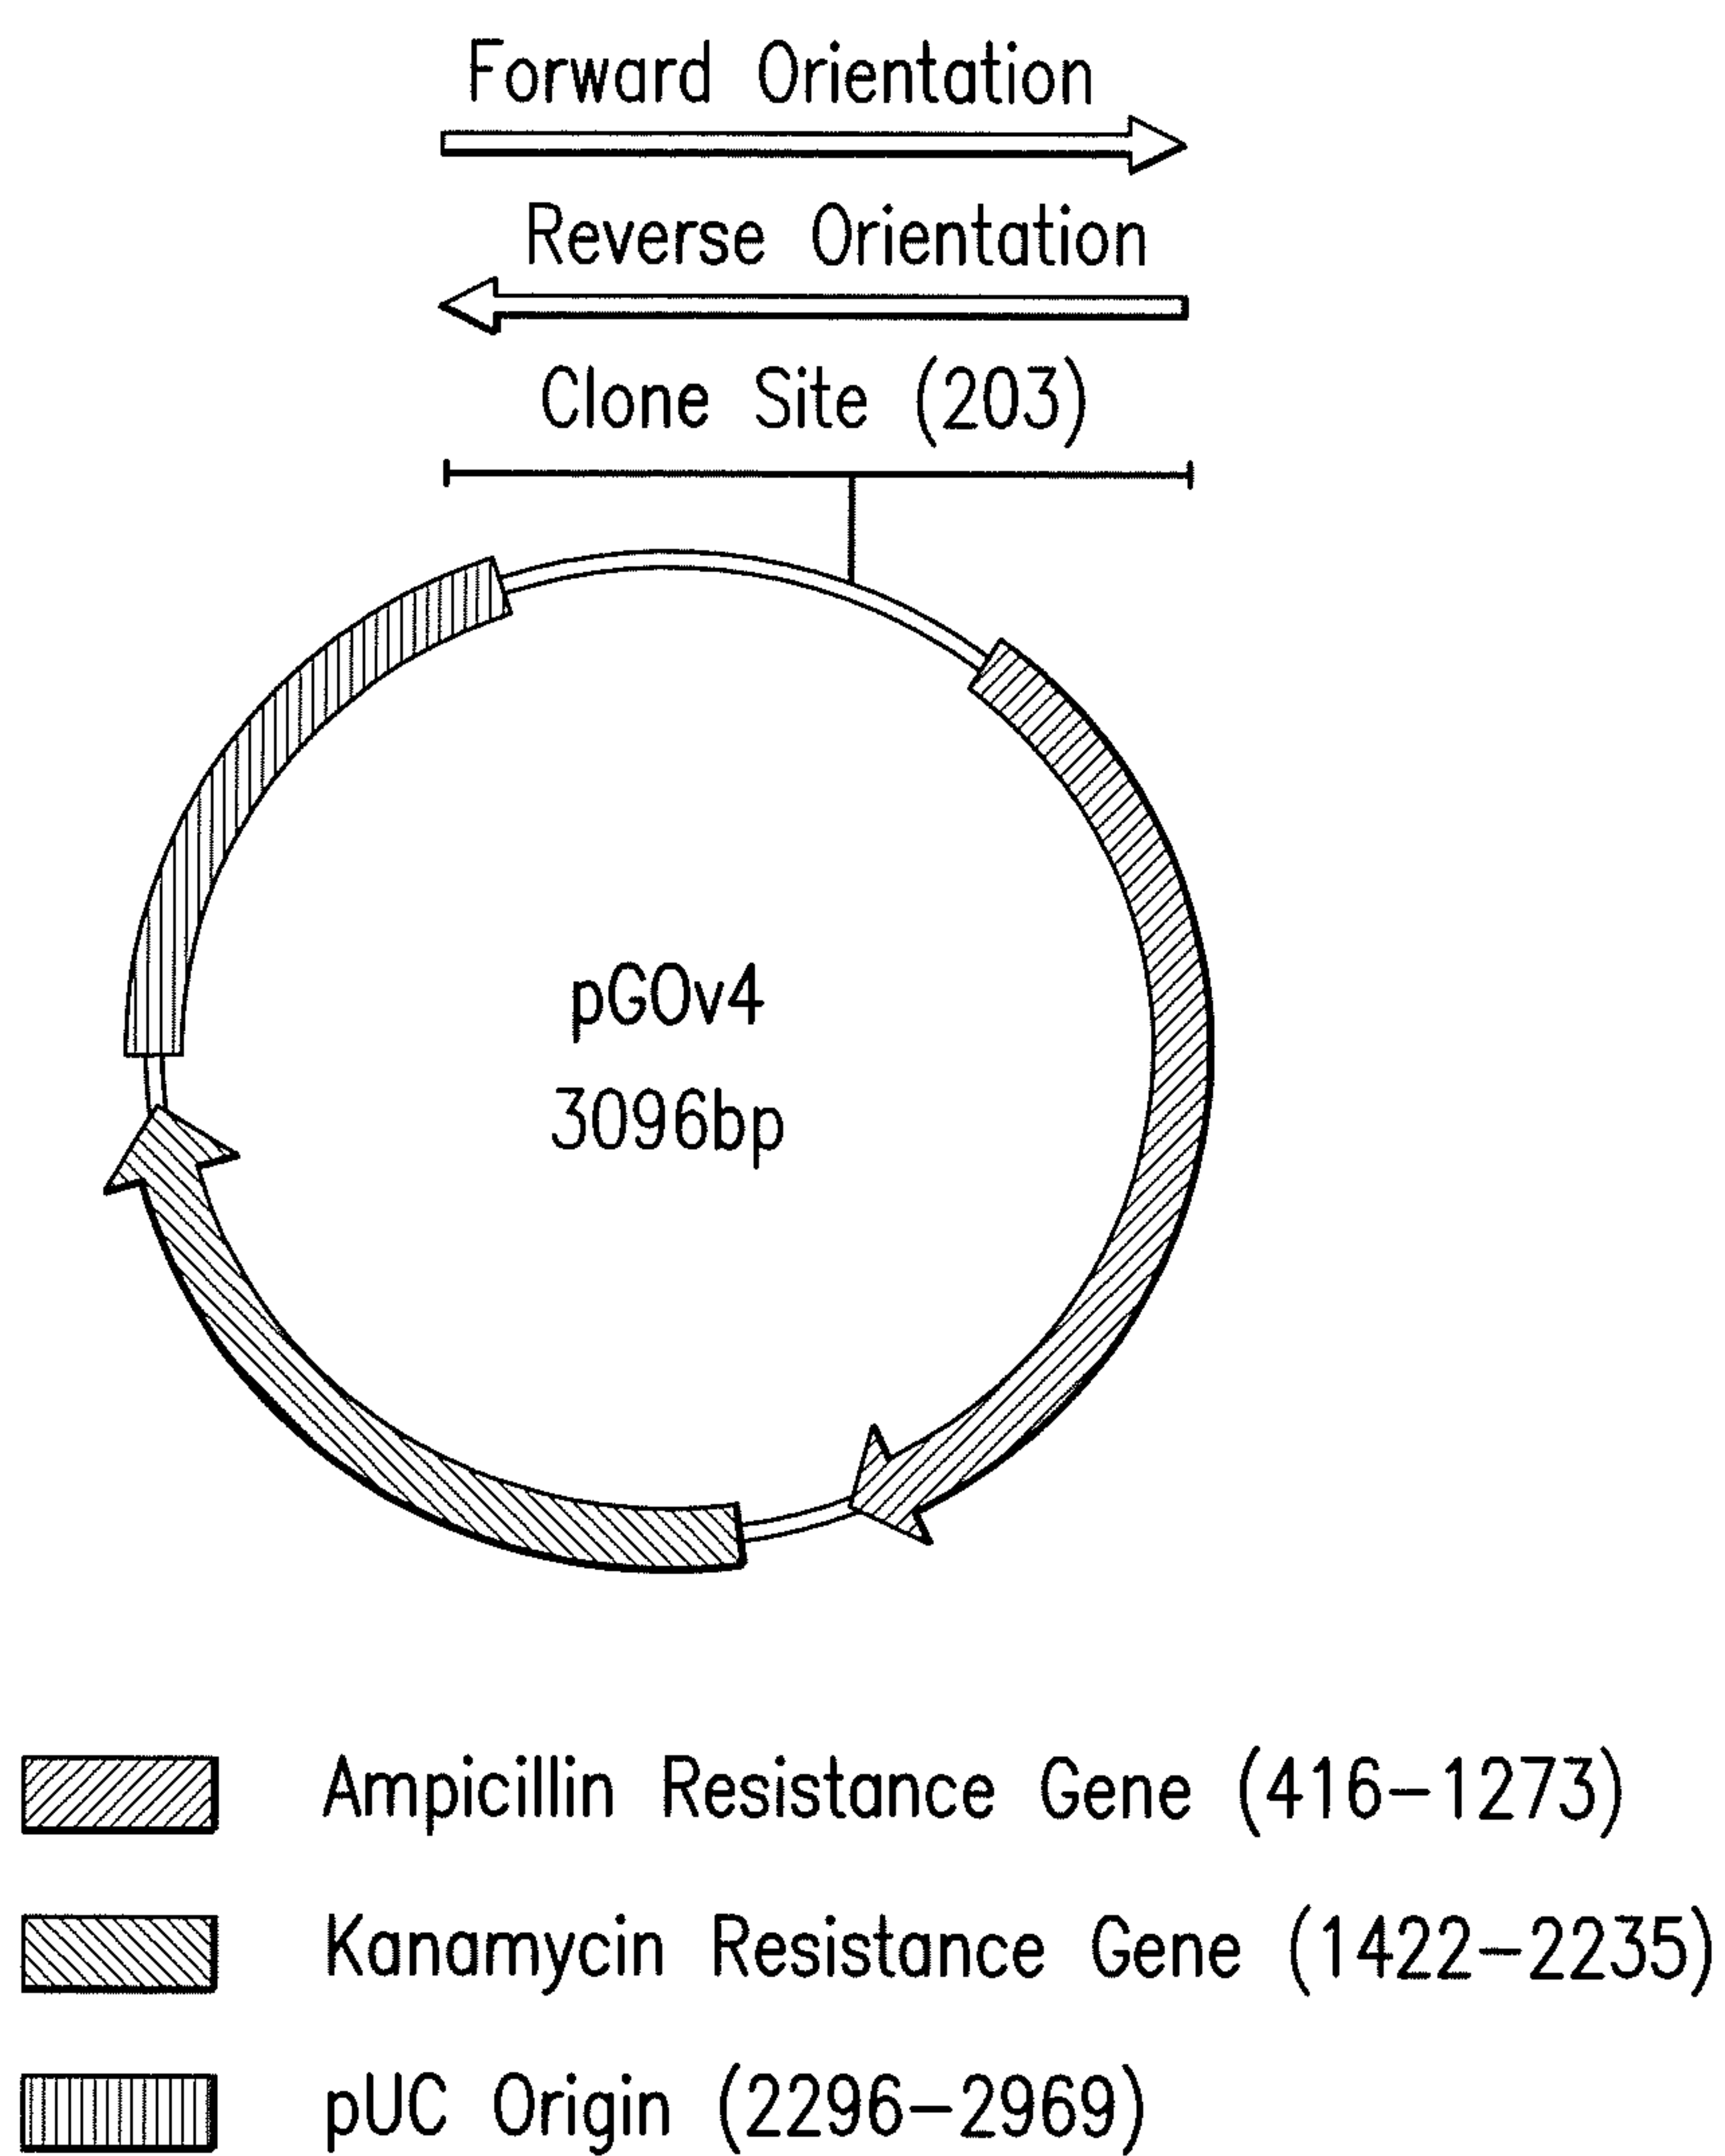 Forward Orientation
Reverse Orientation
Clone Site (203)
pGOv4
3096bp
Ampicillin Resistance Gene (416-1273)
Kanamycin Resistance Gene (1422-2235)
pUC Origin (2296-2969)